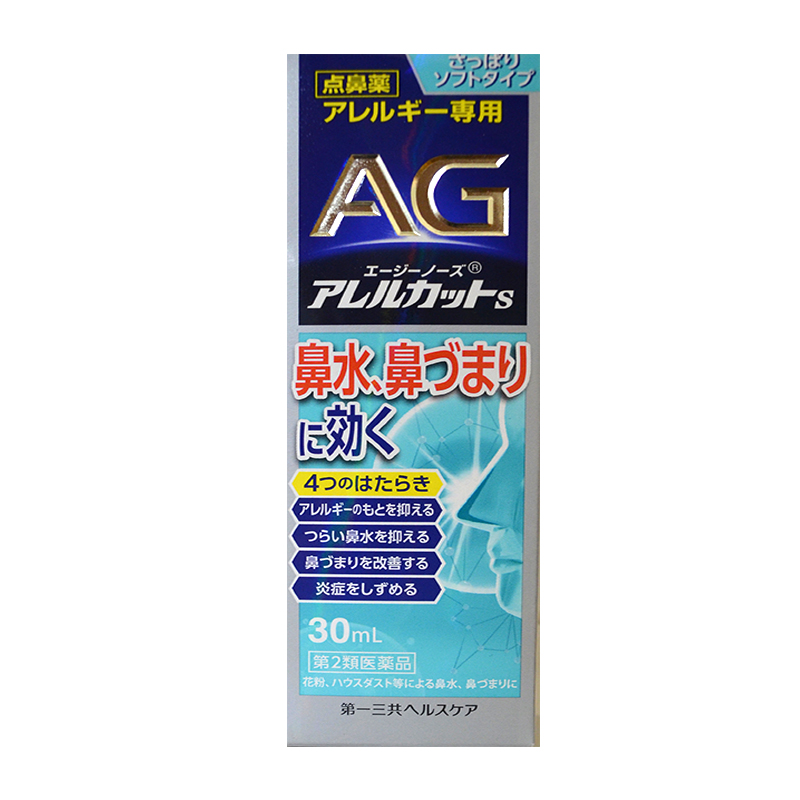 さっぱり
ソフトタイプ
点鼻薬
アレルギー専用
AG
エージーノーズ®
アレルカットS
鼻水、鼻づまり
に効く
4つのはたらき
アレルギーのもとを抑える
つらい鼻水を抑える
鼻づまりを改善する
炎症をしずめる
30mL
第2類医薬品
花粉、ハウスダスト等による鼻水、鼻づまりに
第一三共ヘルスケア